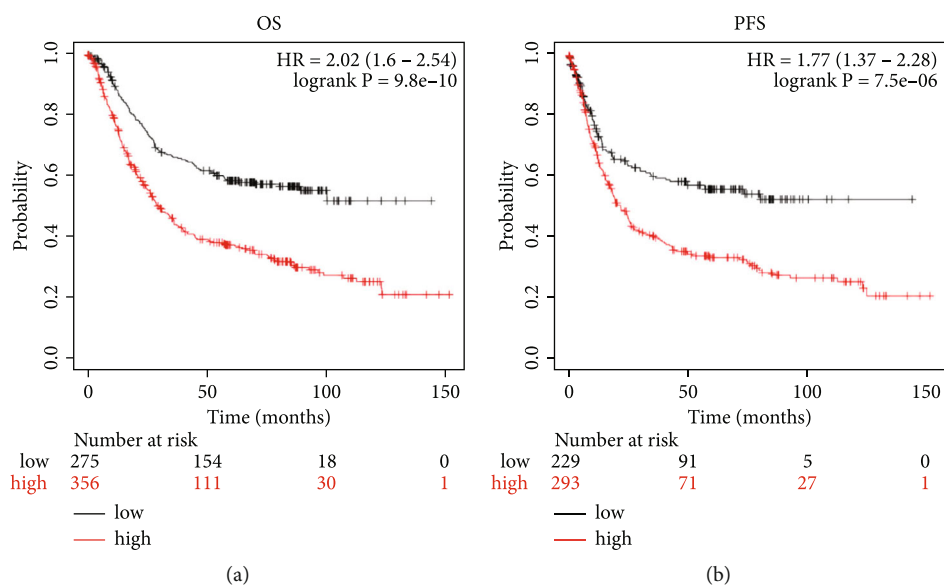 OS
HR = 2.02 (1.6 – 2.54)
logrank P = 9.8e–10
Probability
1.0
0.8
0.6
0.4
0.2
0.0
0 50 100 150
Time (months)
Number at risk
low 275 154 18 0
high 356 111 30 1
low
high
(a)
PFS
HR = 1.77 (1.37 – 2.28)
logrank P = 7.5e–06
Probability
1.0
0.8
0.6
0.4
0.2
0.0
0 50 100 150
Time (months)
Number at risk
low 229 91 5 0
high 293 71 27 1
low
high
(b)